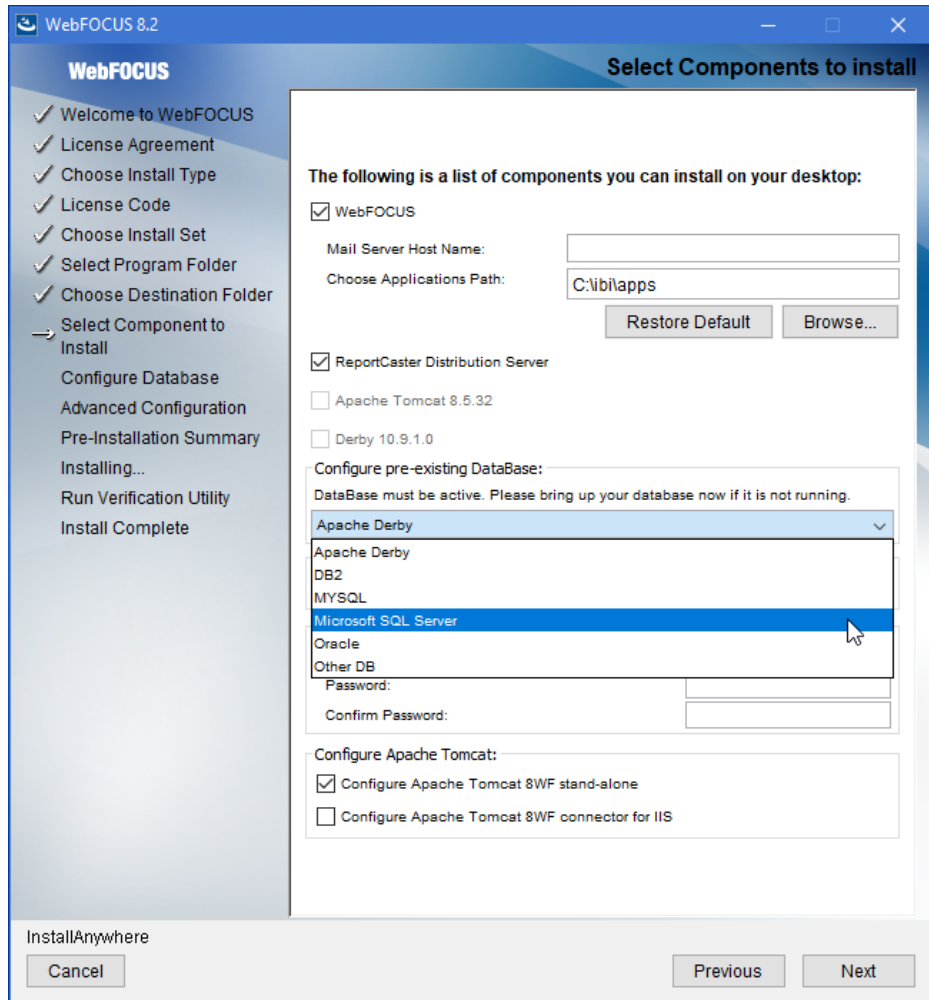 WebFOCUS 8.2
WebFOCUS
Select Components to install
Welcome to WebFOCUS
License Agreement
Choose Install Type
License Code
Choose Install Set
Select Program Folder
Choose Destination Folder
Select Component to
Install
Configure Database
Advanced Configuration
Pre-Installation Summary
Installing...
Run Verification Utility
Install Complete
The following is a list of components you can install on your desktop:
WebFOCUS
Mail Server Host Name:
Choose Applications Path:
C:\ibi\apps
Restore Default
Browse...
ReportCaster Distribution Server
Apache Tomcat 8.5.32
Derby 10.9.1.0
Configure pre-existing DataBase:
DataBase must be active. Please bring up your database now if it is not running.
Apache Derby
Apache Derby
DB2
MYSQL
Microsoft SQL Server
Oracle
Other DB
Password:
Confirm Password:
Configure Apache Tomcat:
Configure Apache Tomcat 8WF stand-alone
Configure Apache Tomcat 8WF connector for IIS
InstallAnywhere
Cancel
Previous
Next